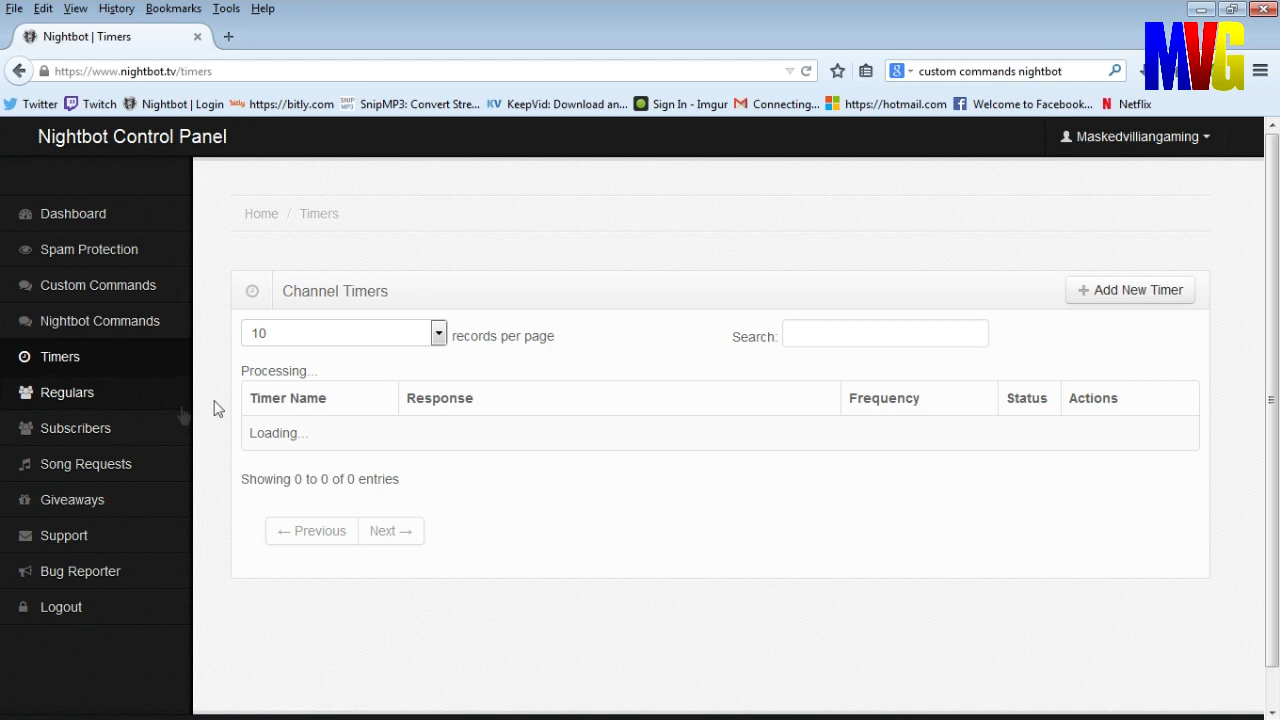 File Edit View History Bookmarks Tools Help
Nightbot | Timers
https://www.nightbot.tv/timers
custom commands nightbot
MVG
Twitter Twitch Nightbot | Login bitly https://bitly.com SNIP MP3 SnipMP3: Convert Stre... KV KeepVid: Download an... Sign In - Imgur Connecting... https://hotmail.com Welcome to Facebook... N Netflix
Nightbot Control Panel
Maskedvilliangaming
Dashboard
Spam Protection
Custom Commands
Nightbot Commands
Timers
Regulars
Subscribers
Song Requests
Giveaways
Support
Bug Reporter
Logout
Home / Timers
Channel Timers
+ Add New Timer
10 records per page
Search:
Processing...
Timer Name Response Frequency Status Actions
Loading...
Showing 0 to 0 of 0 entries
← Previous Next →